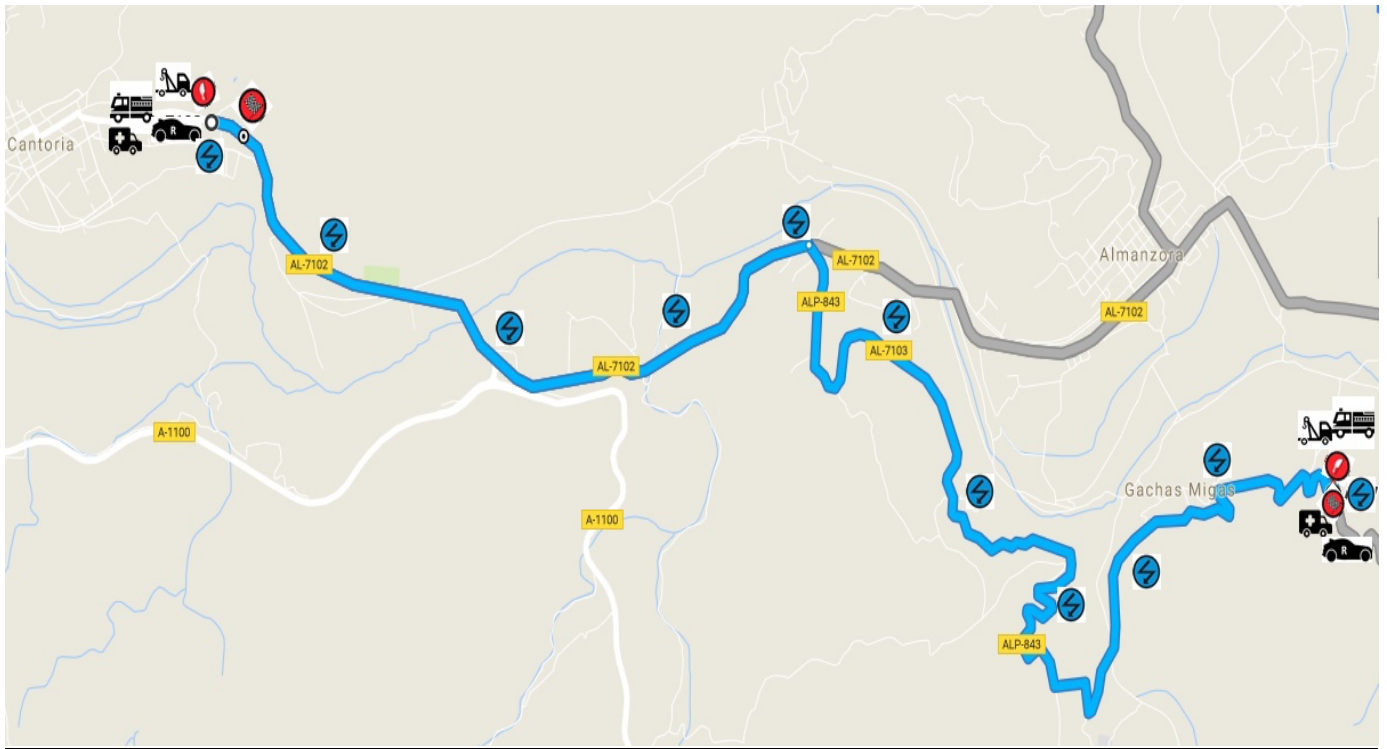 Cantoria
R
AL-7102
AL-7102
AL-7102
Almanzora
ALP-843
AL-7102
AL-7103
A-1100
Gachas Migas
A-1100
ALP-843
R